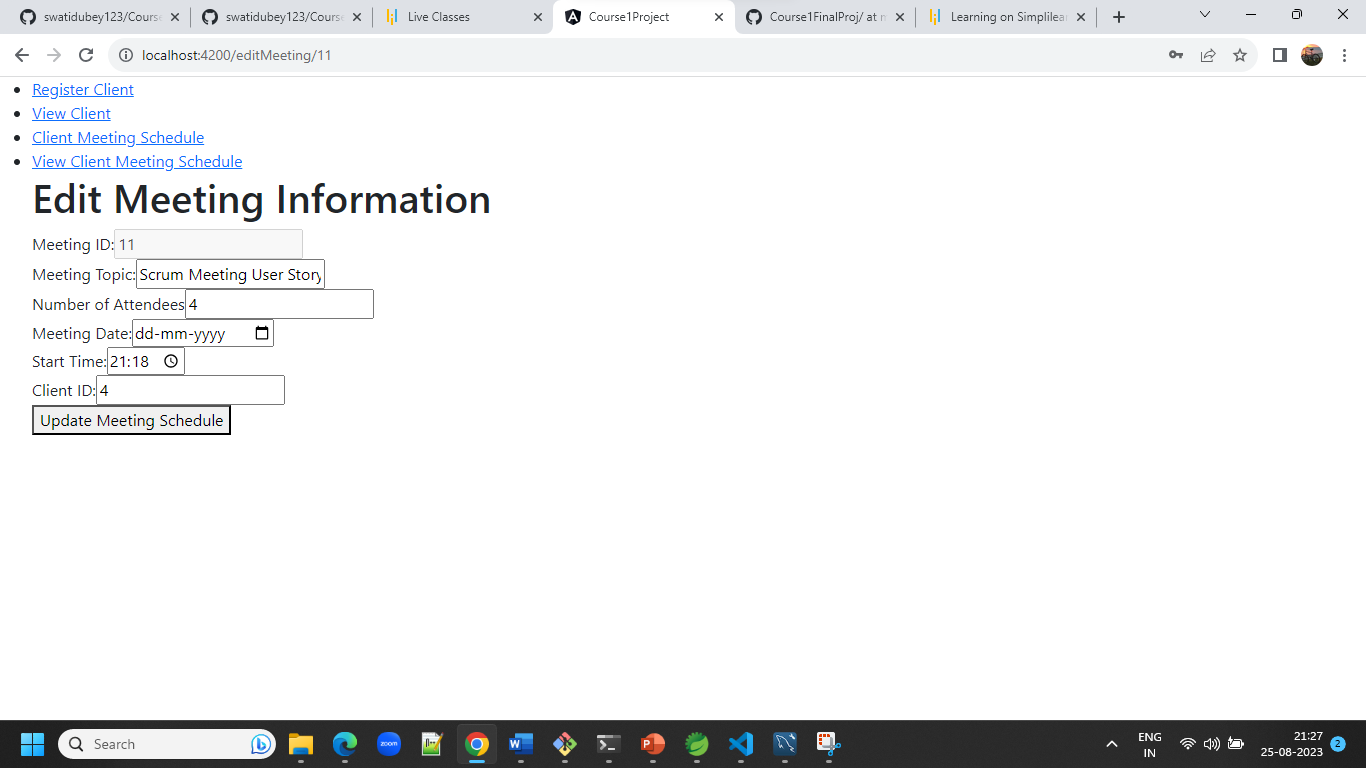 swatidubey123/Course
swatidubey123/Course
Live Classes
Course1Project
Course1FinalProj/ at m
Learning on Simplilear
localhost:4200/editMeeting/11
Register Client
View Client
Client Meeting Schedule
View Client Meeting Schedule
Edit Meeting Information
Meeting ID: 11
Meeting Topic: Scrum Meeting User Story
Number of Attendees 4
Meeting Date: dd-mm-yyyy
Start Time: 21:18
Client ID: 4
Update Meeting Schedule
Search
zoom
ENG
IN
21:27
25-08-2023
2